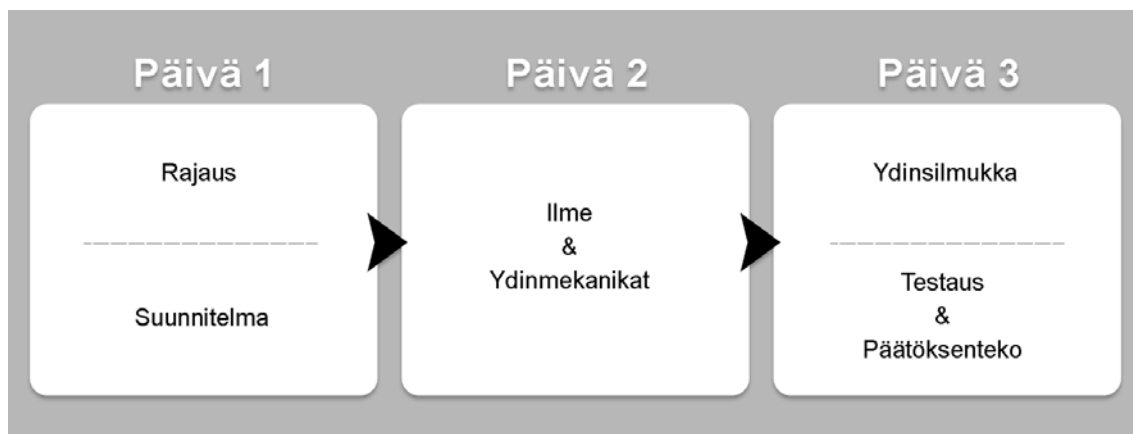 Päivä 1
Rajaus
Suunnitelma
Päivä 2
Ilme
&
Ydinmekanikat
Päivä 3
Ydinsilmukka
Testaus
&
Päätöksenteko